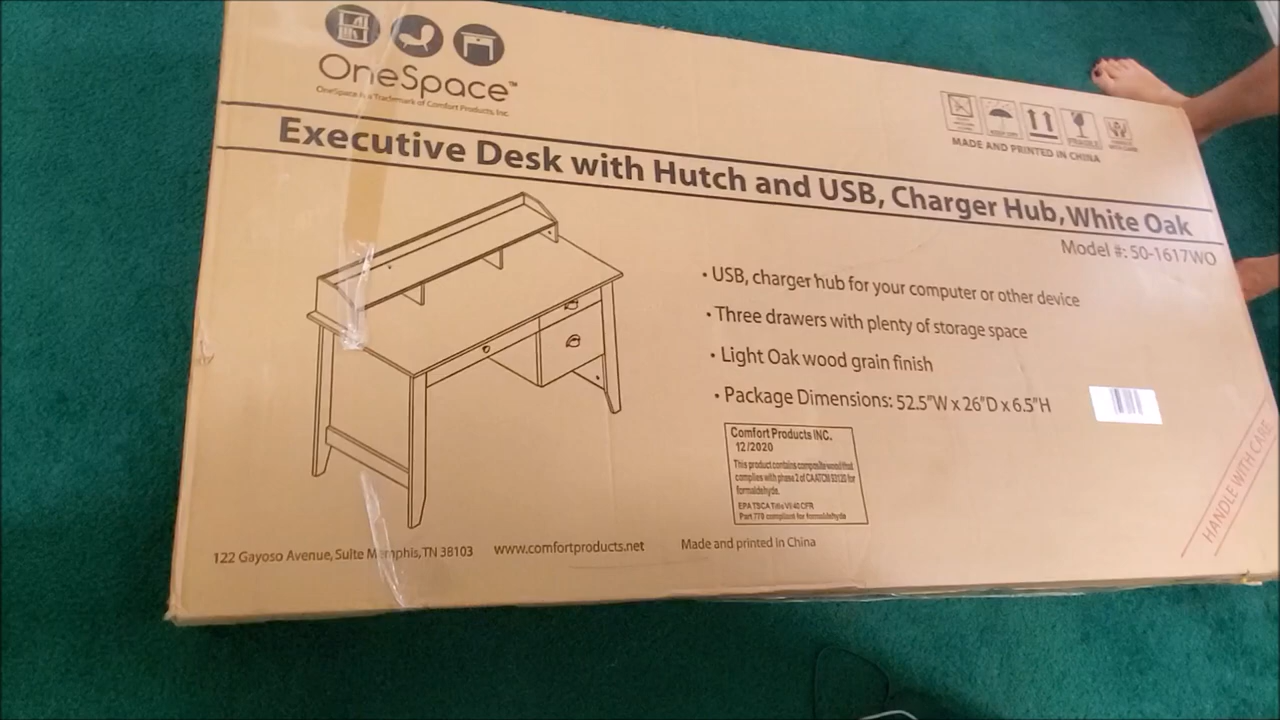 OneSpace™
OneSpace is a Trademark of Comfort Products, Inc.
KEEP DRY
FRAGILE
MADE AND PRINTED IN CHINA
Executive Desk with Hutch and USB, Charger Hub, White Oak
Model #: 50-1617WO
• USB, charger hub for your computer or other device
• Three drawers with plenty of storage space
• Light Oak wood grain finish
• Package Dimensions: 52.5"W x 26"D x 6.5"H
Comfort Products INC.
12/2020
This product contains composite wood that
complies with phase 2 of CA ATCM 93120 for
formaldehyde.
EPA TSCA Title VI 40 CFR
Part 770 compliant for formaldehyde
HANDLE WITH CARE
122 Gayoso Avenue, Suite Memphis, TN 38103 www.comfortproducts.net Made and printed in China